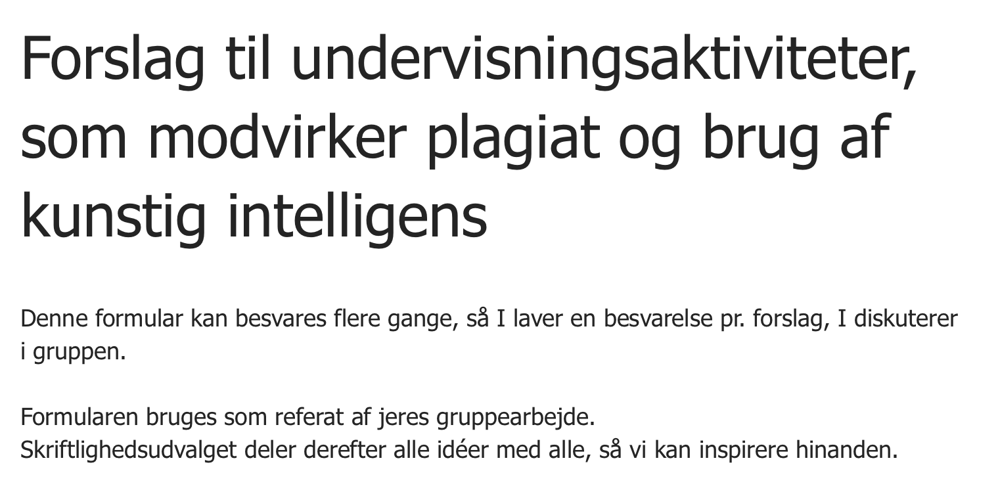 Forslag til undervisningsaktiviteter,
som modvirker plagiat og brug af
kunstig intelligens
Denne formular kan besvares flere gange, så I laver en besvarelse pr. forslag, I diskuterer
i gruppen.
Formularen bruges som referat af jeres gruppearbejde.
Skriftlighedsudvalget deler derefter alle idéer med alle, så vi kan inspirere hinanden.